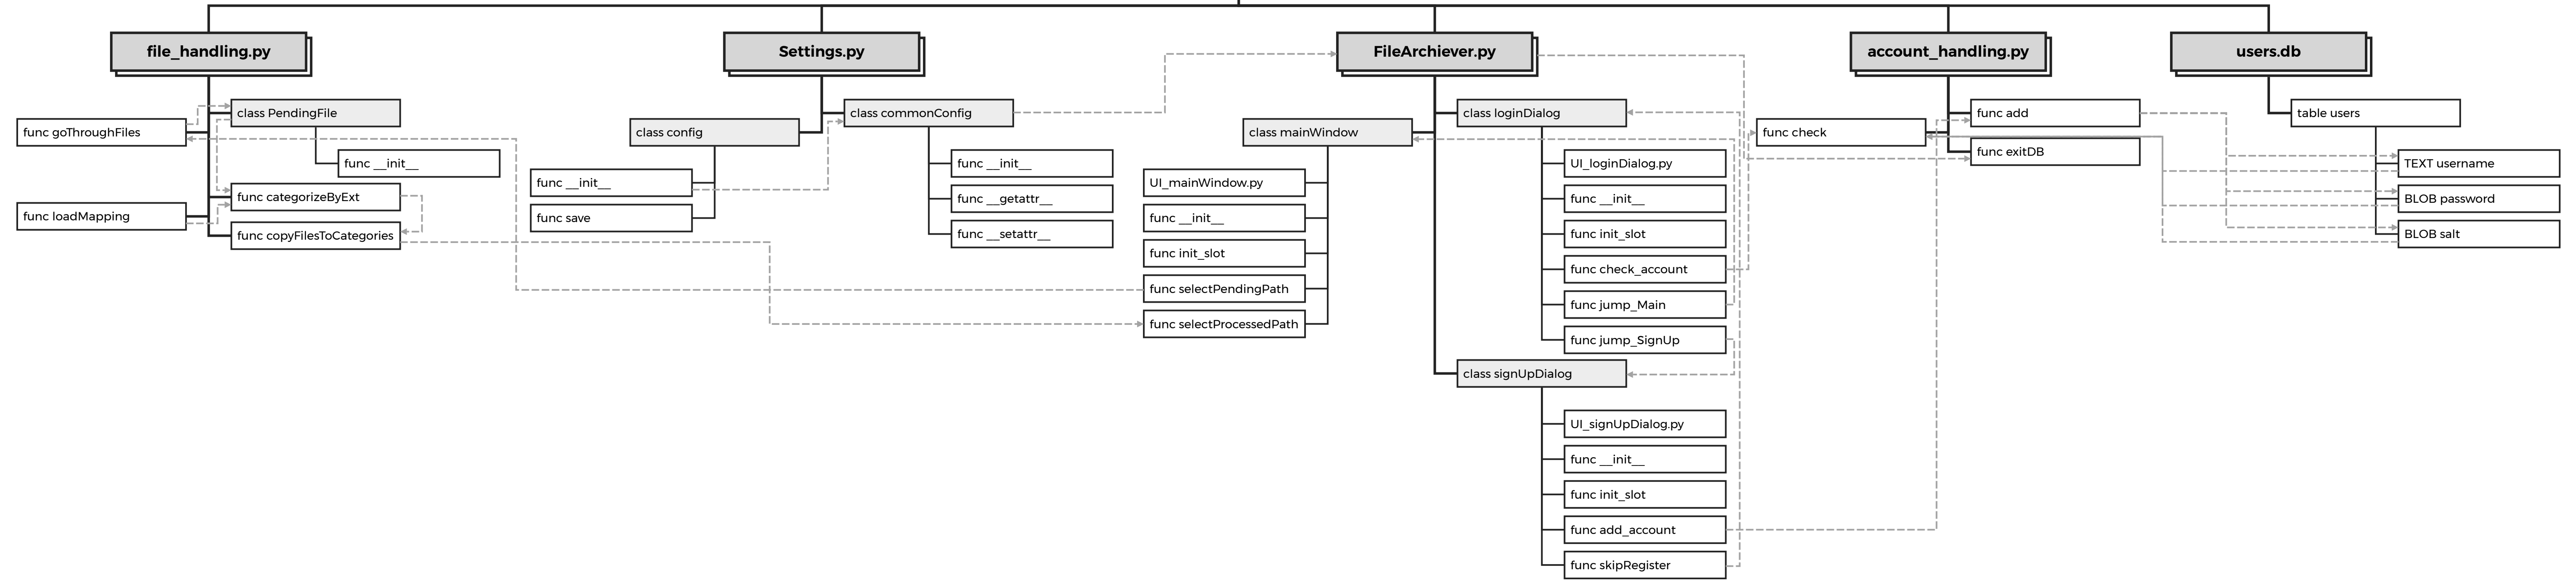 file_handling.py
Settings.py
FileArchiever.py
account_handling.py
users.db
class PendingFile
func goThroughFiles
func __init__
func categorizeByExt
func loadMapping
func copyFilesToCategories
class commonConfig
class config
func __init__
func __getattr__
func __setattr__
func __init__
func save
class loginDialog
class mainWindow
UI_mainWindow.py
func __init__
func init_slot
func selectPendingPath
func selectProcessedPath
UI_loginDialog.py
func __init__
func init_slot
func check_account
func jump_Main
func jump_SignUp
class signUpDialog
UI_signUpDialog.py
func __init__
func init_slot
func add_account
func skipRegister
func add
func check
func exitDB
table users
TEXT username
BLOB password
BLOB salt